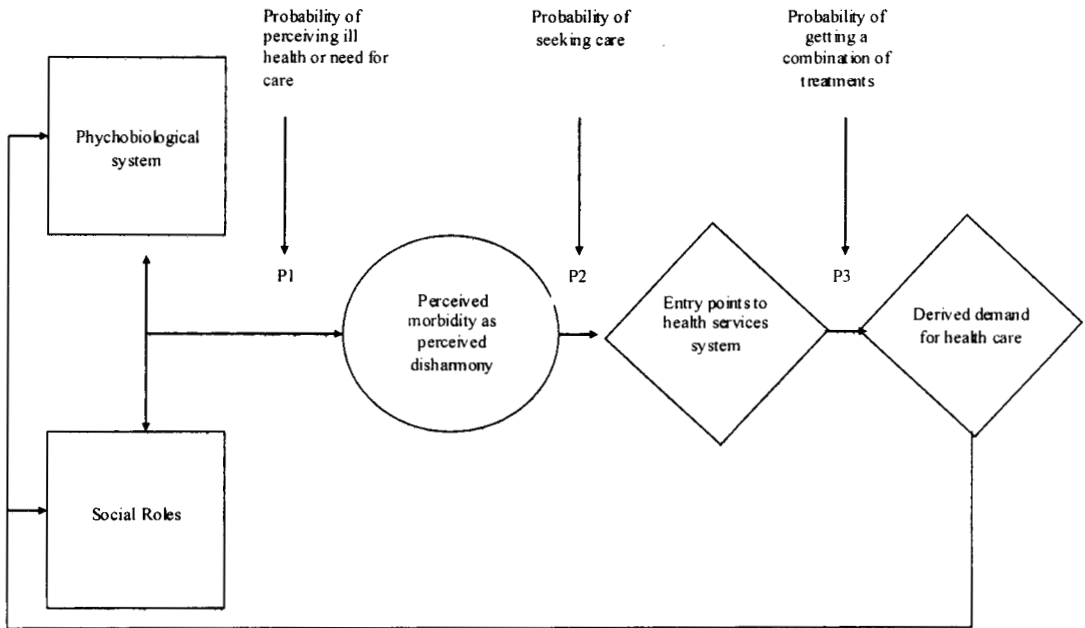 Probability of
perceiving ill
health or need for
care
Probability of
seeking care
Probability of
getting a
combination of
treatments
Phychobiological
system
P1
P2
P3
Perceived
morbidity as
perceived
disharmony
Entry points to
health services
system
Derived demand
for health care
Social Roles